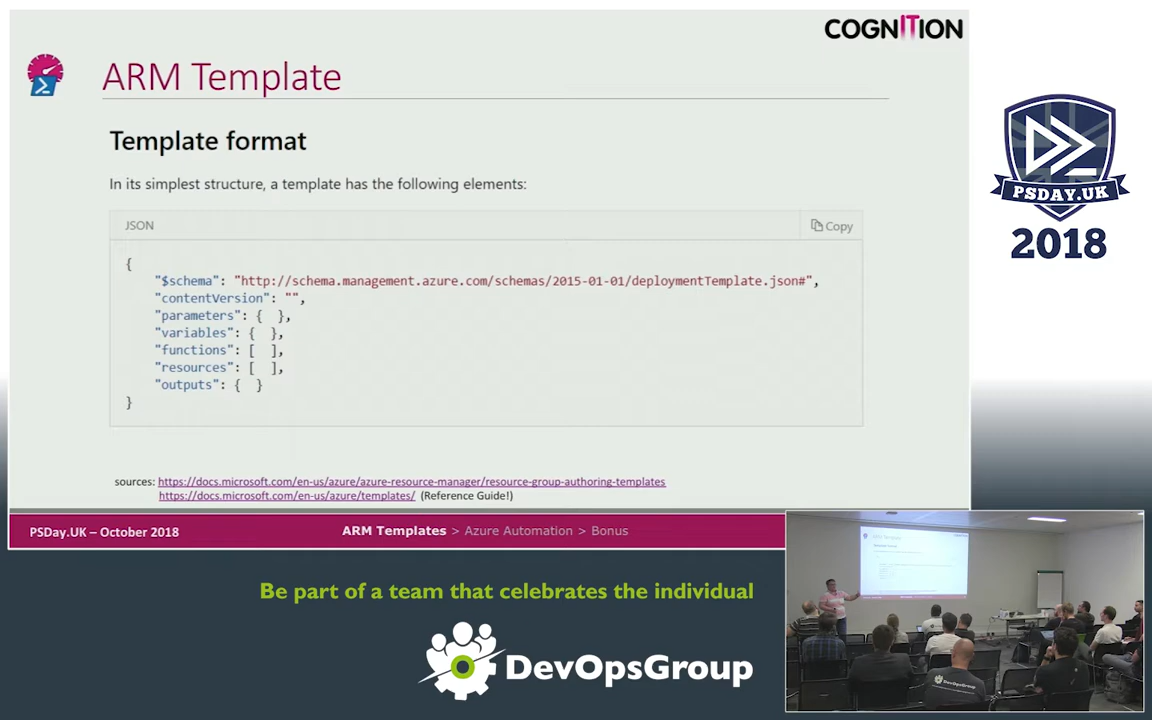 COGNITION
ARM Template
Template format
In its simplest structure, a template has the following elements:
JSON
Copy
{
"$schema": "http://schema.management.azure.com/schemas/2015-01-01/deploymentTemplate.json#",
"contentVersion": "",
"parameters": {  },
"variables": {  },
"functions": [  ],
"resources": [  ],
"outputs": {  }
}
sources: https://docs.microsoft.com/en-us/azure/azure-resource-manager/resource-group-authoring-templates
https://docs.microsoft.com/en-us/azure/templates/ (Reference Guide!)
PSDay.UK – October 2018
ARM Templates > Azure Automation > Bonus
PSDAY.UK
2018
Be part of a team that celebrates the individual
DevOpsGroup
DevOpsGroup